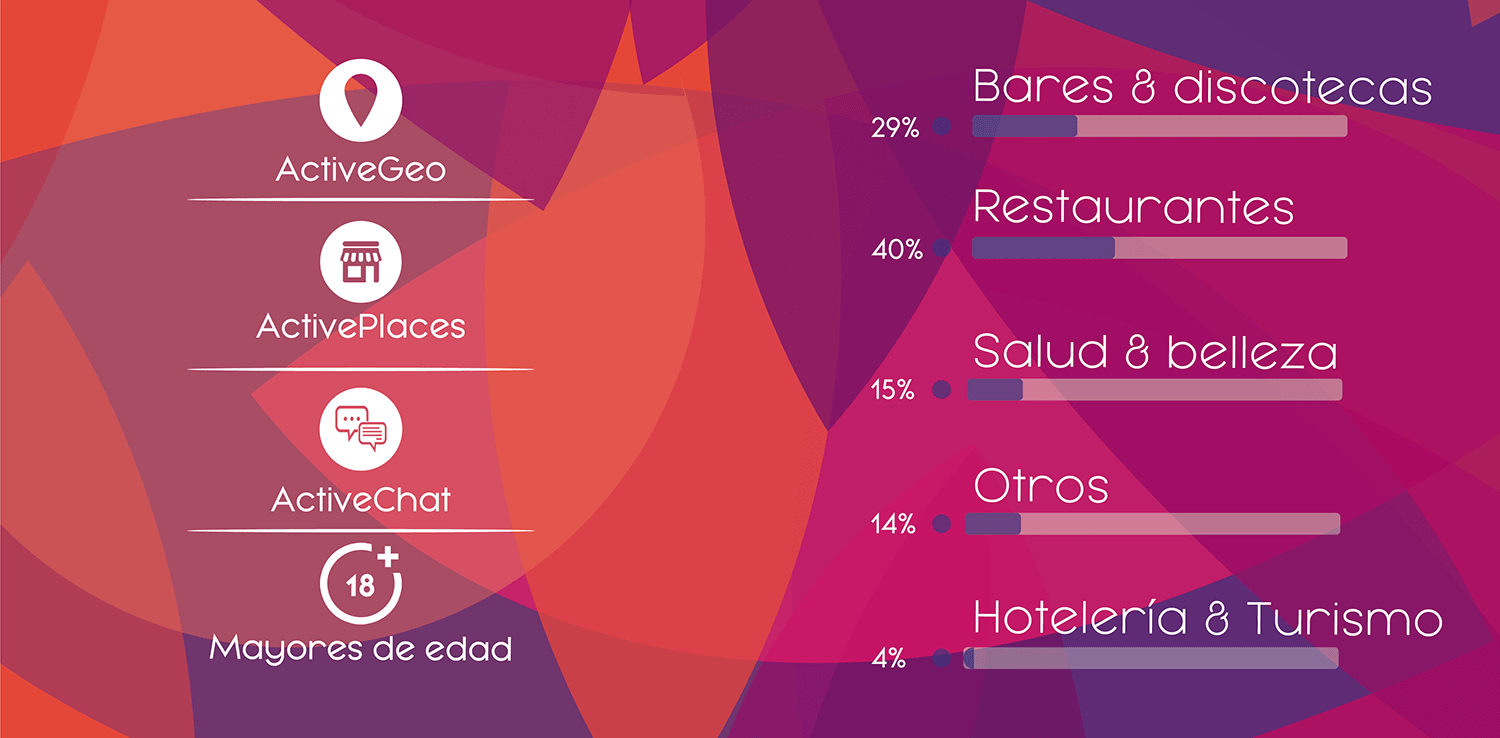 ActiveGeo
ActivePlaces
ActiveChat
18+
Mayores de edad
Bares & discotecas
29%
Restaurantes
40%
Salud & belleza
15%
Otros
14%
Hotelería & Turismo
4%